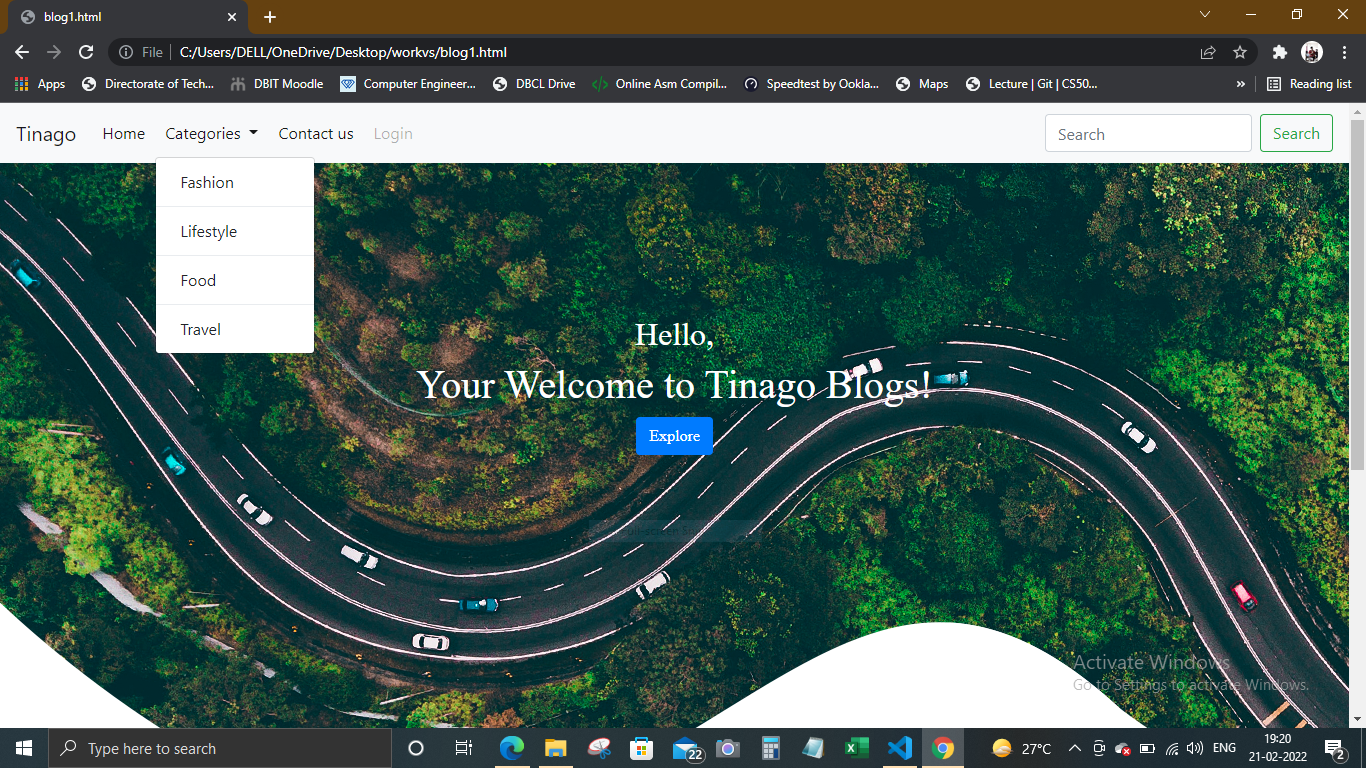 blog1.html
File
C:/Users/DELL/OneDrive/Desktop/workvs/blog1.html
Apps
Directorate of Tech...
DBIT Moodle
Computer Engineer...
DBCL Drive
Online Asm Compil...
Speedtest by Ookla...
Maps
Lecture | Git | CS50...
»
Reading list
Tinago
Home
Categories
Contact us
Login
Search
Search
Fashion
Lifestyle
Food
Travel
Hello,
Your Welcome to Tinago Blogs!
Explore
Activate Windows
Go to Settings to activate Windows.
Type here to search
22
27°C
ENG
19:20
21-02-2022
2